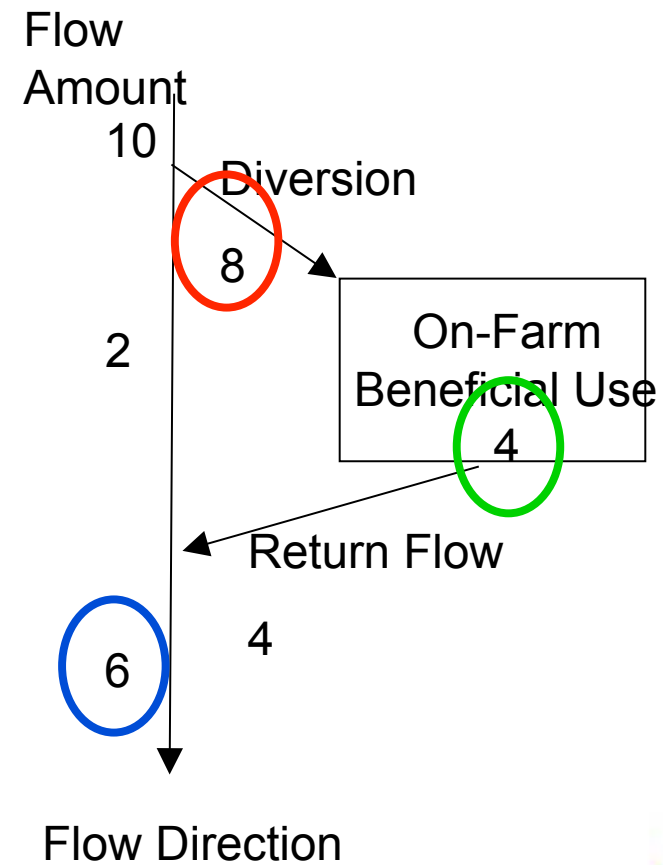 Flow
Amount
10
Diversion
8
2
On-Farm
Beneficial Use
4
Return Flow
4
6
Flow Direction